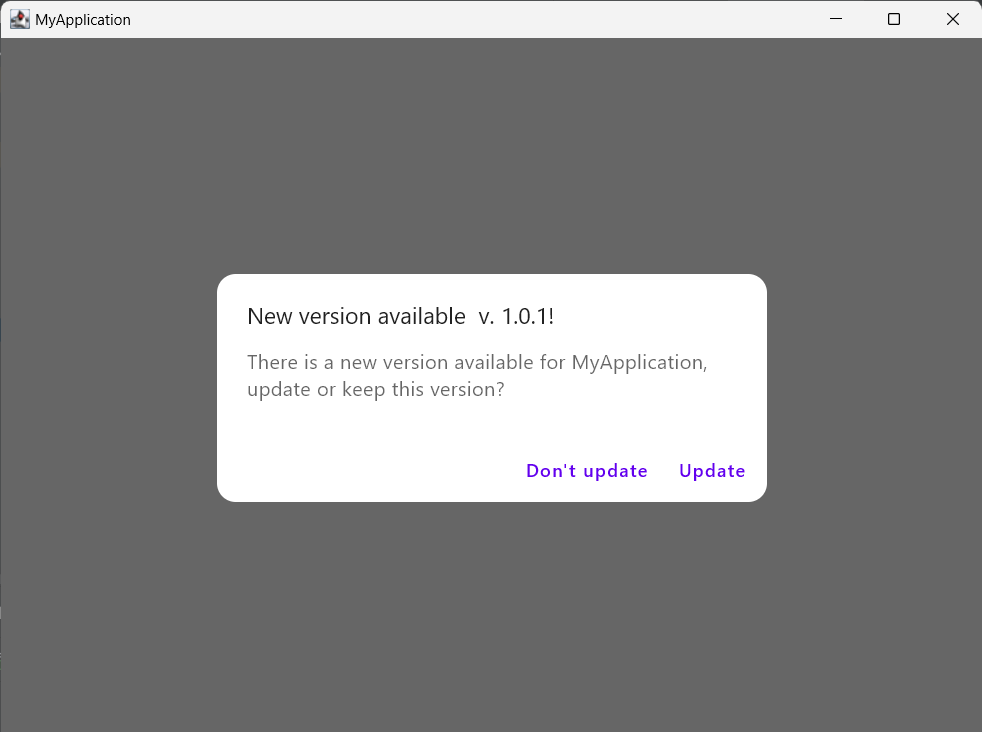 MyApplication
New version available  v. 1.0.1!
There is a new version available for MyApplication,
update or keep this version?
Don't update Update